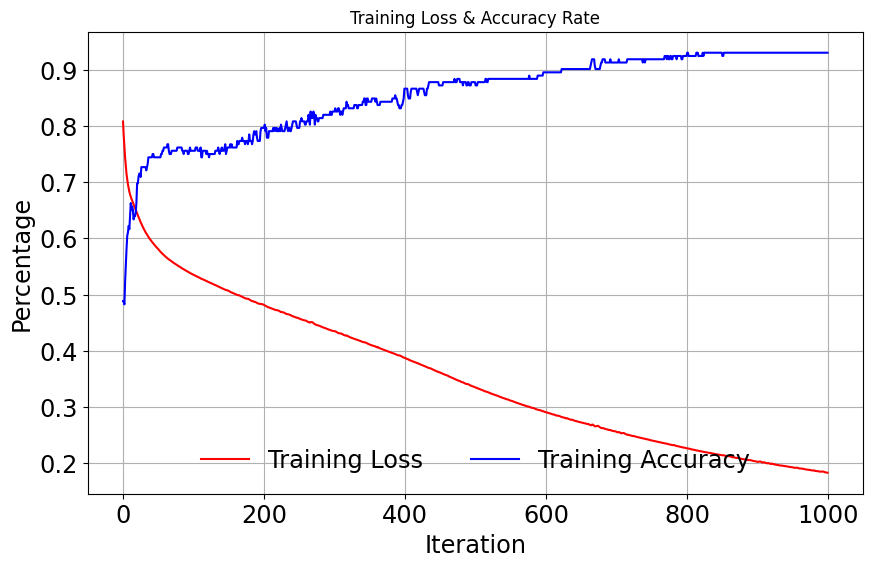 Training Loss & Accuracy Rate
Percentage
0.9
0.8
0.7
0.6
0.5
0.4
0.3
0.2
Training Loss Training Accuracy
0 200 400 600 800 1000
Iteration